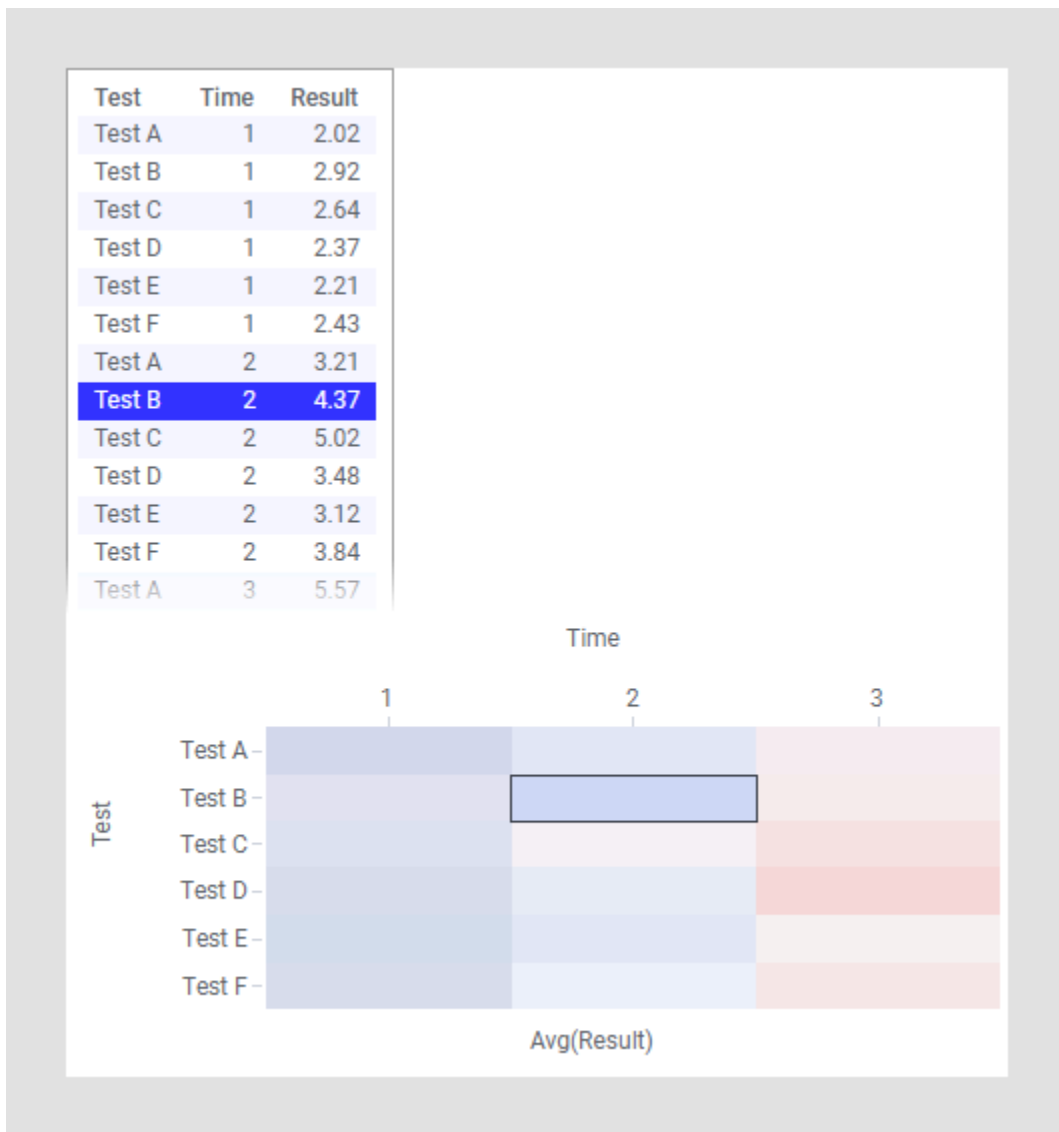 Test Time Result
Test A 1 2.02
Test B 1 2.92
Test C 1 2.64
Test D 1 2.37
Test E 1 2.21
Test F 1 2.43
Test A 2 3.21
Test B 2 4.37
Test C 2 5.02
Test D 2 3.48
Test E 2 3.12
Test F 2 3.84
Test A 3 5.57
Time
1 2 3
Test
Test A
Test B
Test C
Test D
Test E
Test F
Avg(Result)